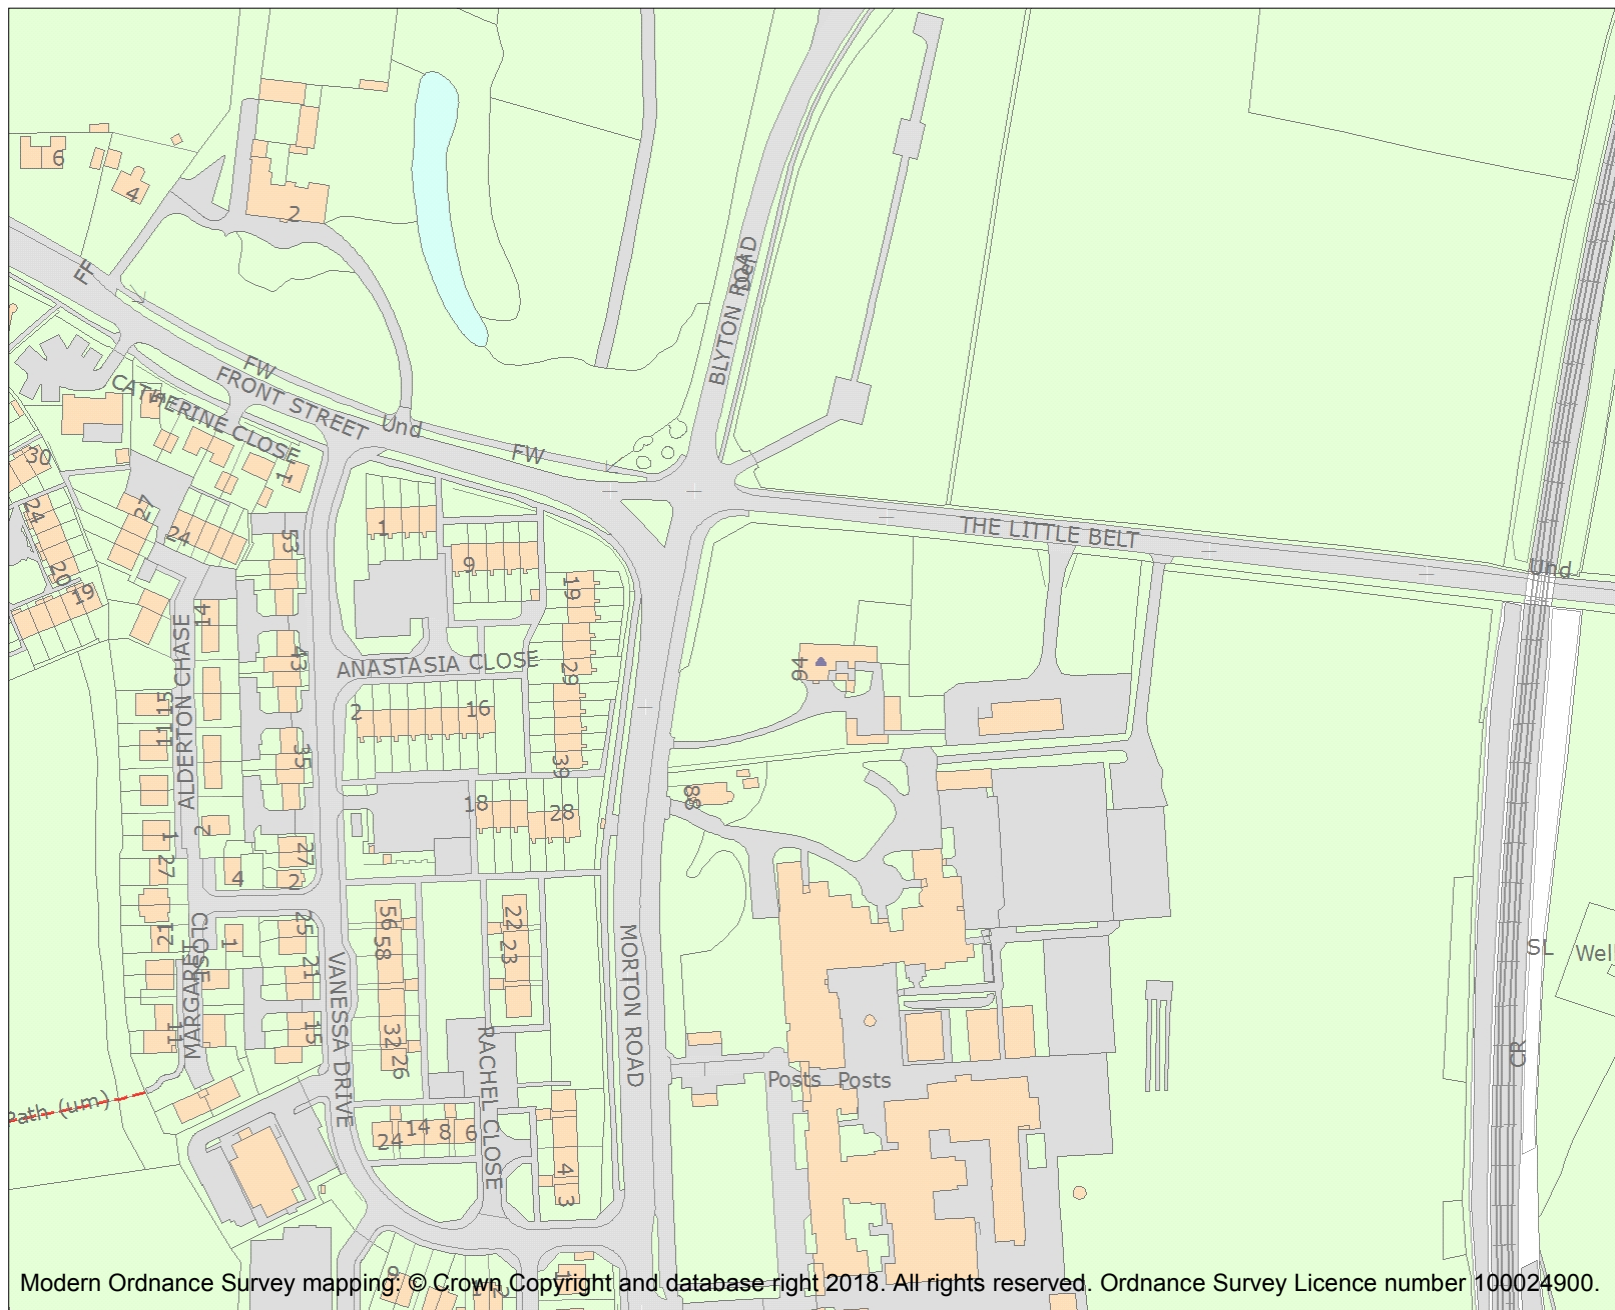 6
4
2
FF
BLYTON ROAD
Def
FW
FRONT STREET
Und
FW
CATHERINE CLOSE
5
1
30
24
27
24
20
19
53
1
9
19
THE LITTLE BELT
Und
14
43
ANASTASIA CLOSE
29
94
ALDERTON CHASE
15
11
2
16
35
39
88
18
28
1
2
27
27
4
2
56
58
22
23
25
21
1
21
MARGARET CLOSE
VANESSA DRIVE
MORTON ROAD
SL
Well
11
15
32
26
RACHEL CLOSE
CR
Posts
Posts
Path (um)
24
14
8
6
4
3
Modern Ordnance Survey mapping: © Crown Copyright and database right 2018. All rights reserved. Ordnance Survey Licence number 100024900.